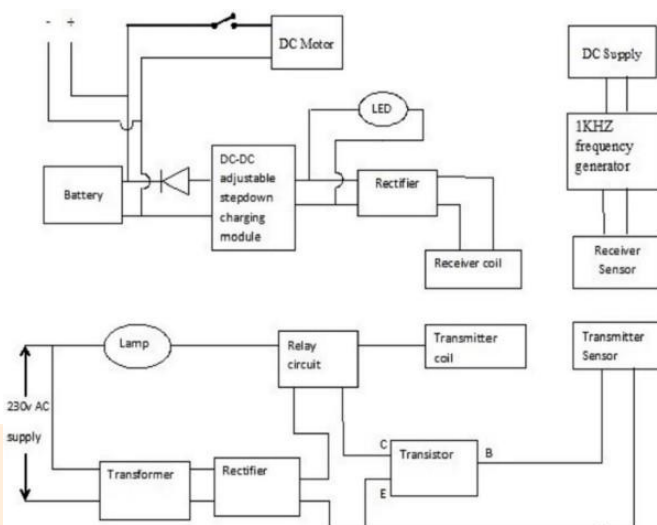 - +
DC Motor
DC Supply
LED
1KHZ
frequency
generator
DC-DC
adjustable
stepdown
charging
module
Battery
Rectifier
Receiver coil
Receiver
Sensor
Lamp
Relay
circuit
Transmitter
coil
Transmitter
Sensor
230v AC
supply
Transformer
Rectifier
C
Transistor
B
E